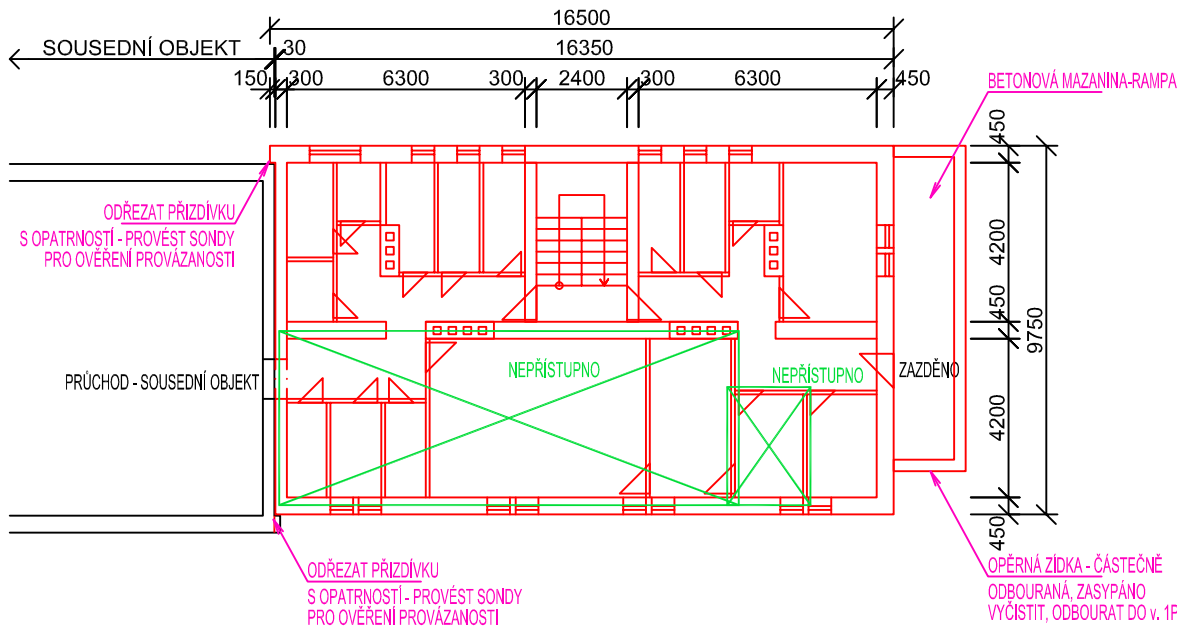 16500
SOUSEDNÍ OBJEKT
30
16350
150
300
6300
300
2400
300
6300
450
BETONOVÁ MAZANINA-RAMPA
450
ODŘEZAT PŘIZDÍVKU
S OPATRNOSTÍ - PROVÉST SONDY
PRO OVĚŘENÍ PROVÁZANOSTI
4200
450
9750
NEPŘÍSTUPNO
NEPŘÍSTUPNO
ZAZDĚNO
PRŮCHOD - SOUSEDNÍ OBJEKT
4200
450
ODŘEZAT PŘIZDÍVKU
S OPATRNOSTÍ - PROVÉST SONDY
PRO OVĚŘENÍ PROVÁZANOSTI
OPĚRNÁ ZÍDKA - ČÁSTEČNĚ
ODBOURANÁ, ZASYPÁNO
VYČISTIT, ODBOURAT DO v. 1P